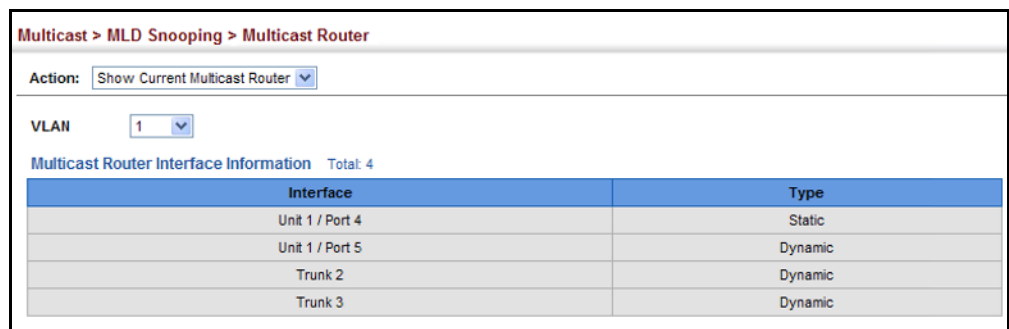 Multicast > MLD Snooping > Multicast Router
Action: Show Current Multicast Router
VLAN 1
Multicast Router Interface Information Total: 4
Interface Type
Unit 1 / Port 4 Static
Unit 1 / Port 5 Dynamic
Trunk 2 Dynamic
Trunk 3 Dynamic